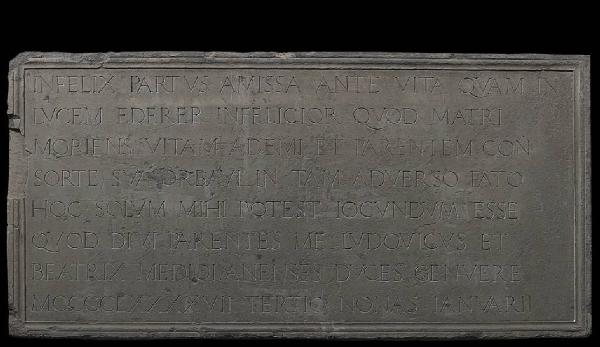 INFELIX PARTVS AMISSA ANTE VITA QVAM IN
LVCEM EDERER INFELICIOR QVOD MATRI
MORIENS VITAM ADEMI ET PARENTEM CON
SORTE SVA ORBAVI IN TAM ADVERSO FATO
HOC SOLVM MIHI POTEST IOCVNDVM ESSE
QVOD DIVI PARENTES ME LVDOVICVS ET
BEATRIX MEDIOLANENSES DVCES GENVERE
MCCCCLXXXXVII TERTIO NONAS IANVARII